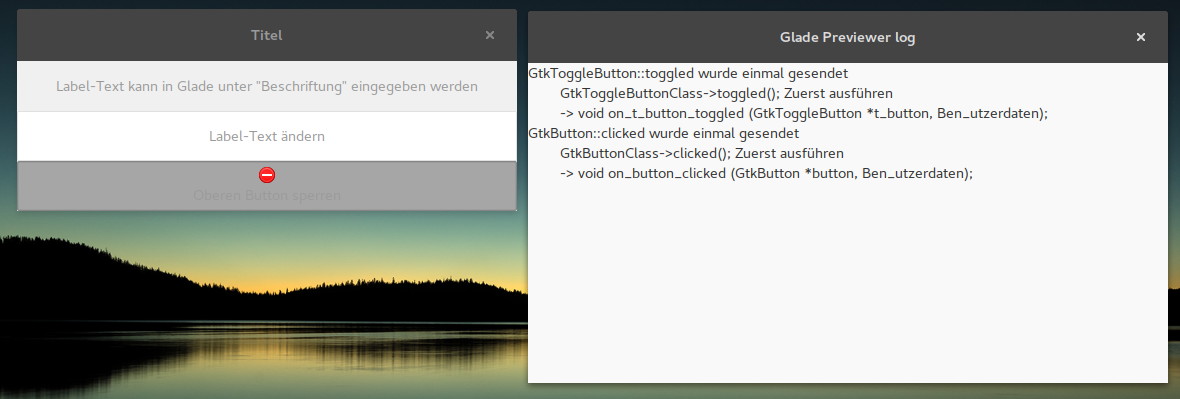 Titel
Label-Text kann in Glade unter "Beschriftung" eingegeben werden
Label-Text ändern
Oberen Button sperren
Glade Previewer log
GtkToggleButton::toggled wurde einmal gesendet
GtkToggleButtonClass->toggled(); Zuerst ausführen
-> void on_t_button_toggled (GtkToggleButton *t_button, Ben_utzerdaten);
GtkButton::clicked wurde einmal gesendet
GtkButtonClass->clicked(); Zuerst ausführen
-> void on_button_clicked (GtkButton *button, Ben_utzerdaten);